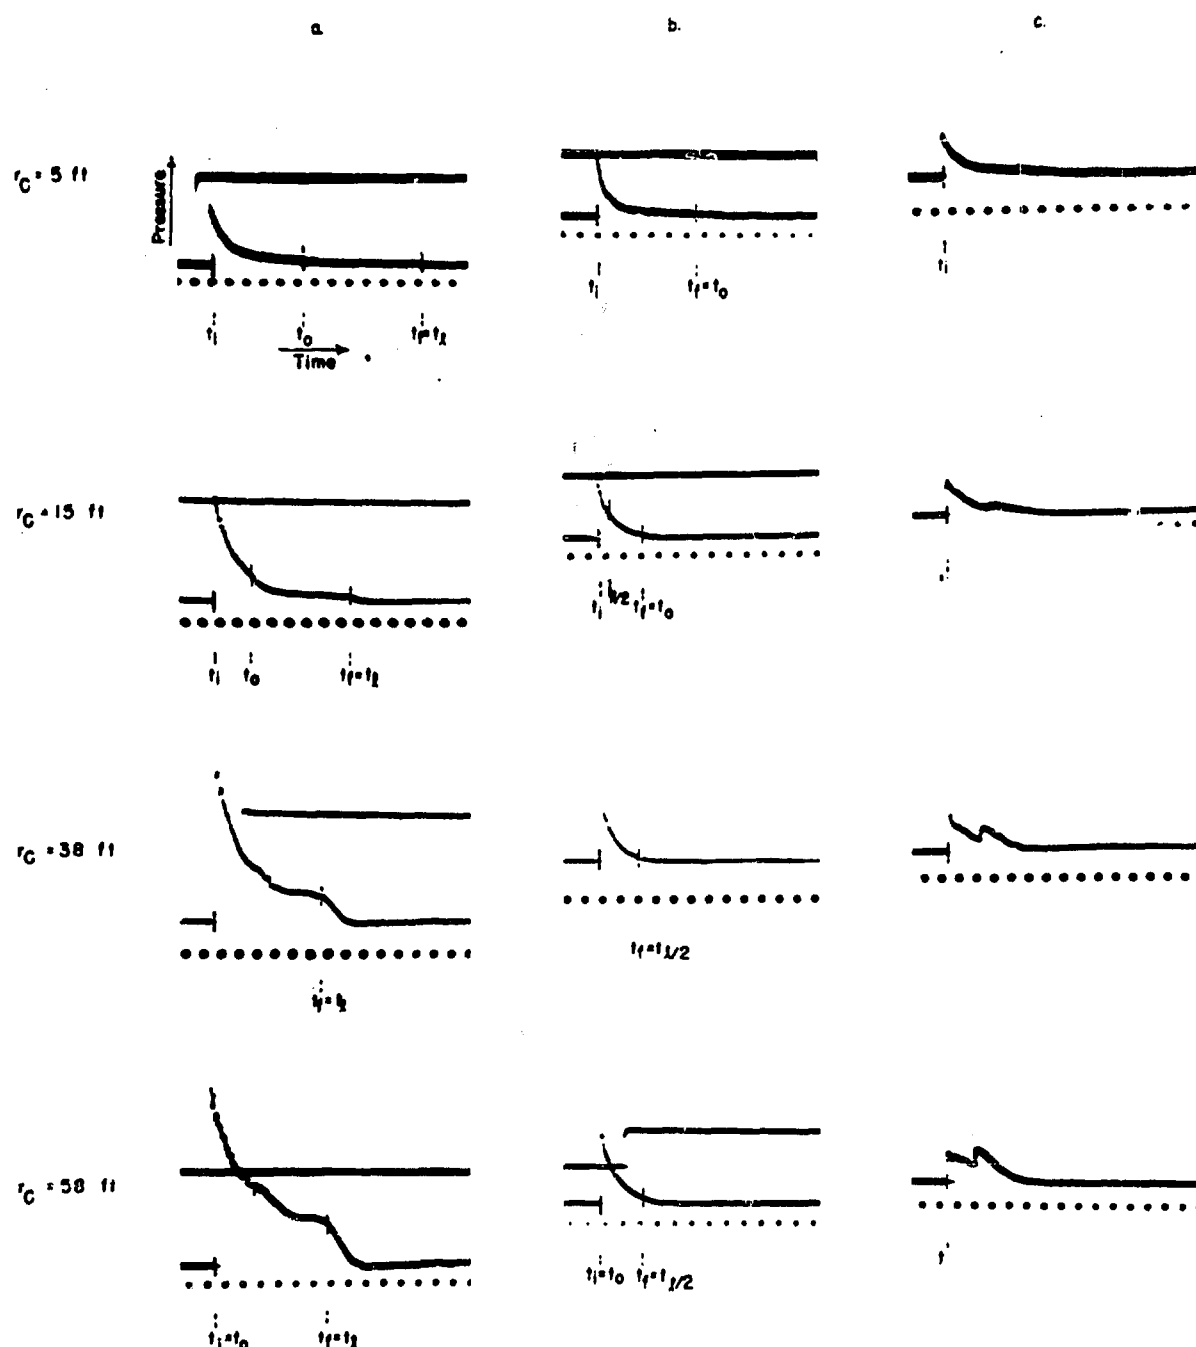 a.
b.
c.
r_C = 5 ft
Pressure
t_i
t_o
t_f = t_ℓ
Time
t_i
t_f = t_o
t_i
r_C = 15 ft
t_i
t_o
t_f = t_ℓ
t_i
t_f = t_o
r_C = 38 ft
t_f = t_ℓ
t_f = t_ℓ/2
r_C = 58 ft
t_i = t_o
t_f = t_ℓ
t_i = t_o
t_f = t_ℓ/2